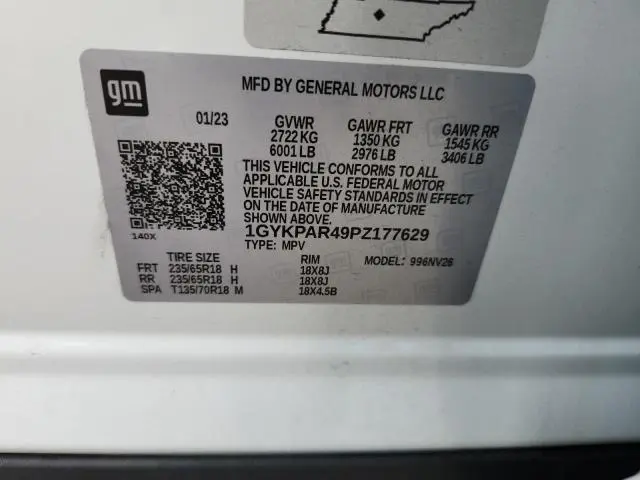 gm
MFD BY GENERAL MOTORS LLC
01/23 GVWR GAWR FRT GAWR RR
2722 KG 1350 KG 1545 KG
6001 LB 2976 LB 3406 LB
THIS VEHICLE CONFORMS TO ALL
APPLICABLE U.S. FEDERAL MOTOR
VEHICLE SAFETY STANDARDS IN EFFECT
ON THE DATE OF MANUFACTURE
SHOWN ABOVE.
1GYKPAR49PZ177629
140X
TYPE: MPV
TIRE SIZE RIM MODEL: 996NV26
FRT 235/65R18 H 18X8J
RR 235/65R18 H 18X8J
SPA T135/70R18 M 18X4.5B